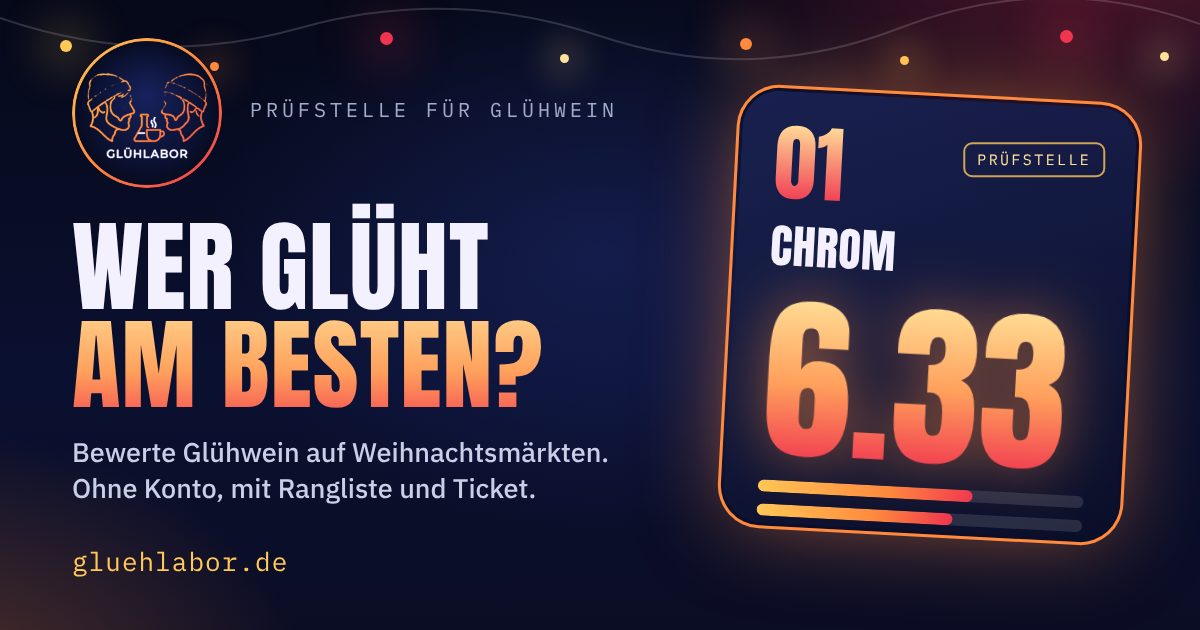 GLÜHLABOR
PRÜFSTELLE FÜR GLÜHWEIN
WER GLÜHT
AM BESTEN?
Bewerte Glühwein auf Weihnachtsmärkten.
Ohne Konto, mit Rangliste und Ticket.
gluehlabor.de
01
PRÜFSTELLE
CHROM
6.33